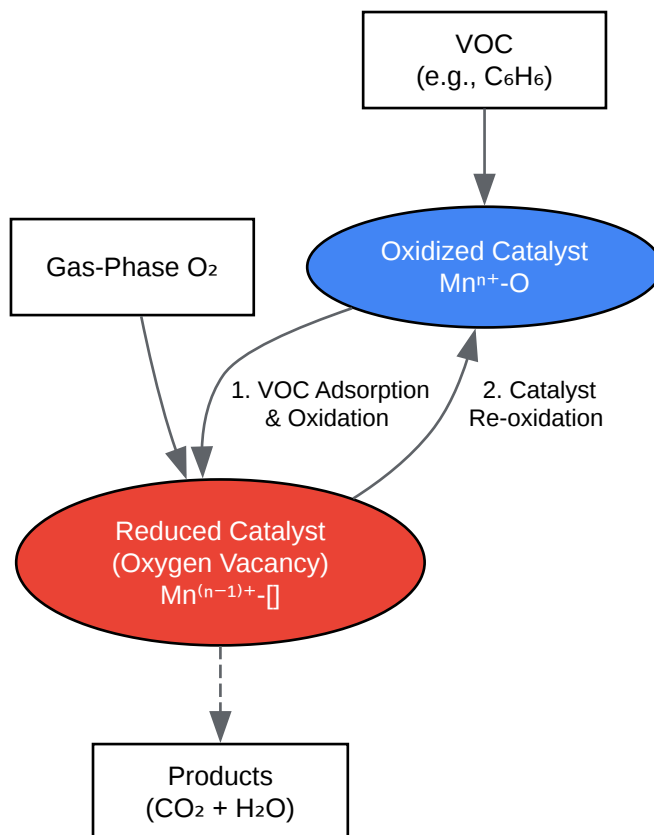 VOC
(e.g., C₆H₆)
Oxidized Catalyst
Mnⁿ⁺-O
Gas-Phase O₂
1. VOC Adsorption
& Oxidation
2. Catalyst
Re-oxidation
Reduced Catalyst
(Oxygen Vacancy)
Mn⁽ⁿ⁻¹⁾⁺-[]
Products
(CO₂ + H₂O)